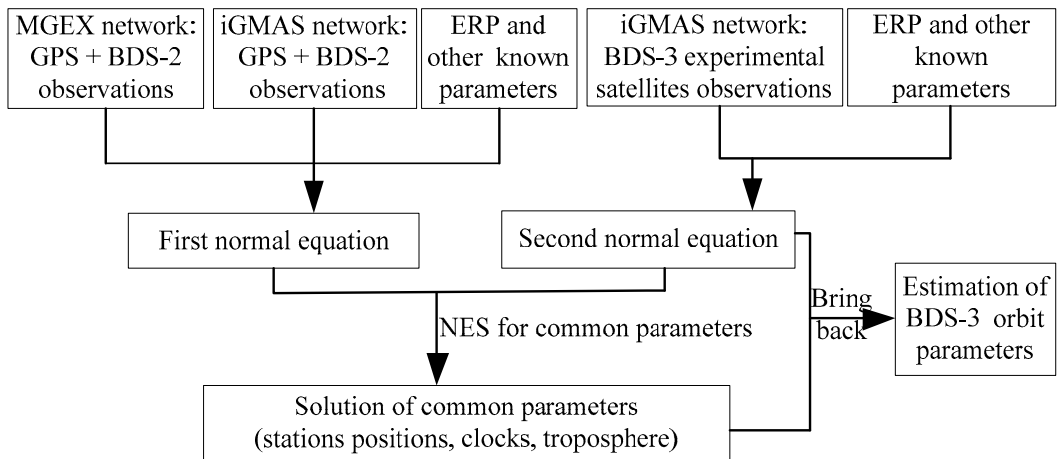 MGEX network:
GPS + BDS-2
observations
iGMAS network:
GPS + BDS-2
observations
ERP and
other known
parameters
iGMAS network:
BDS-3 experimental
satellites observations
ERP and other
known
parameters
First normal equation
Second normal equation
Bring
back
Estimation of
BDS-3 orbit
parameters
NES for common parameters
Solution of common parameters
(stations positions, clocks, troposphere)